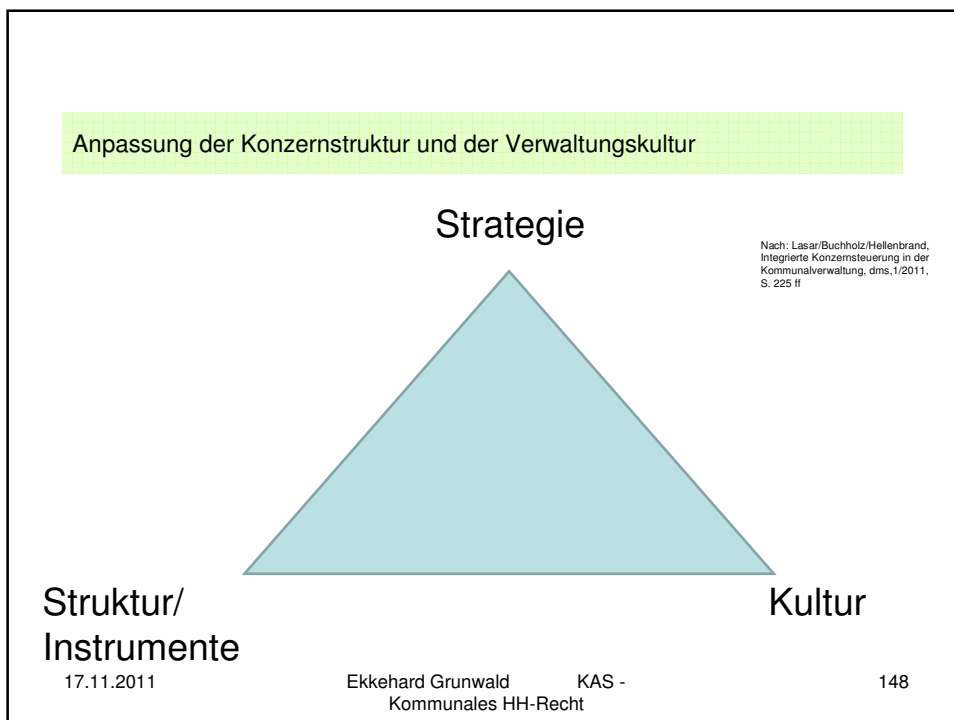 Anpassung der Konzernstruktur und der Verwaltungskultur
Strategie
Nach: Lasar/Buchholz/Hellenbrand,
Integrierte Konzernsteuerung in der
Kommunalverwaltung, dms,1/2011,
S. 225 ff
Struktur/
Instrumente
Kultur
17.11.2011
Ekkehard Grunwald KAS -
Kommunales HH-Recht
148